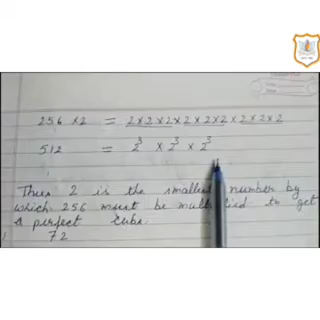 256 × 2 = 2×2×2×2×2×2×2×2×2
512 = 2³ × 2³ × 2³
Thus 2 is the smallest number by
which 256 must be multiplied to get
a perfect cube.
72